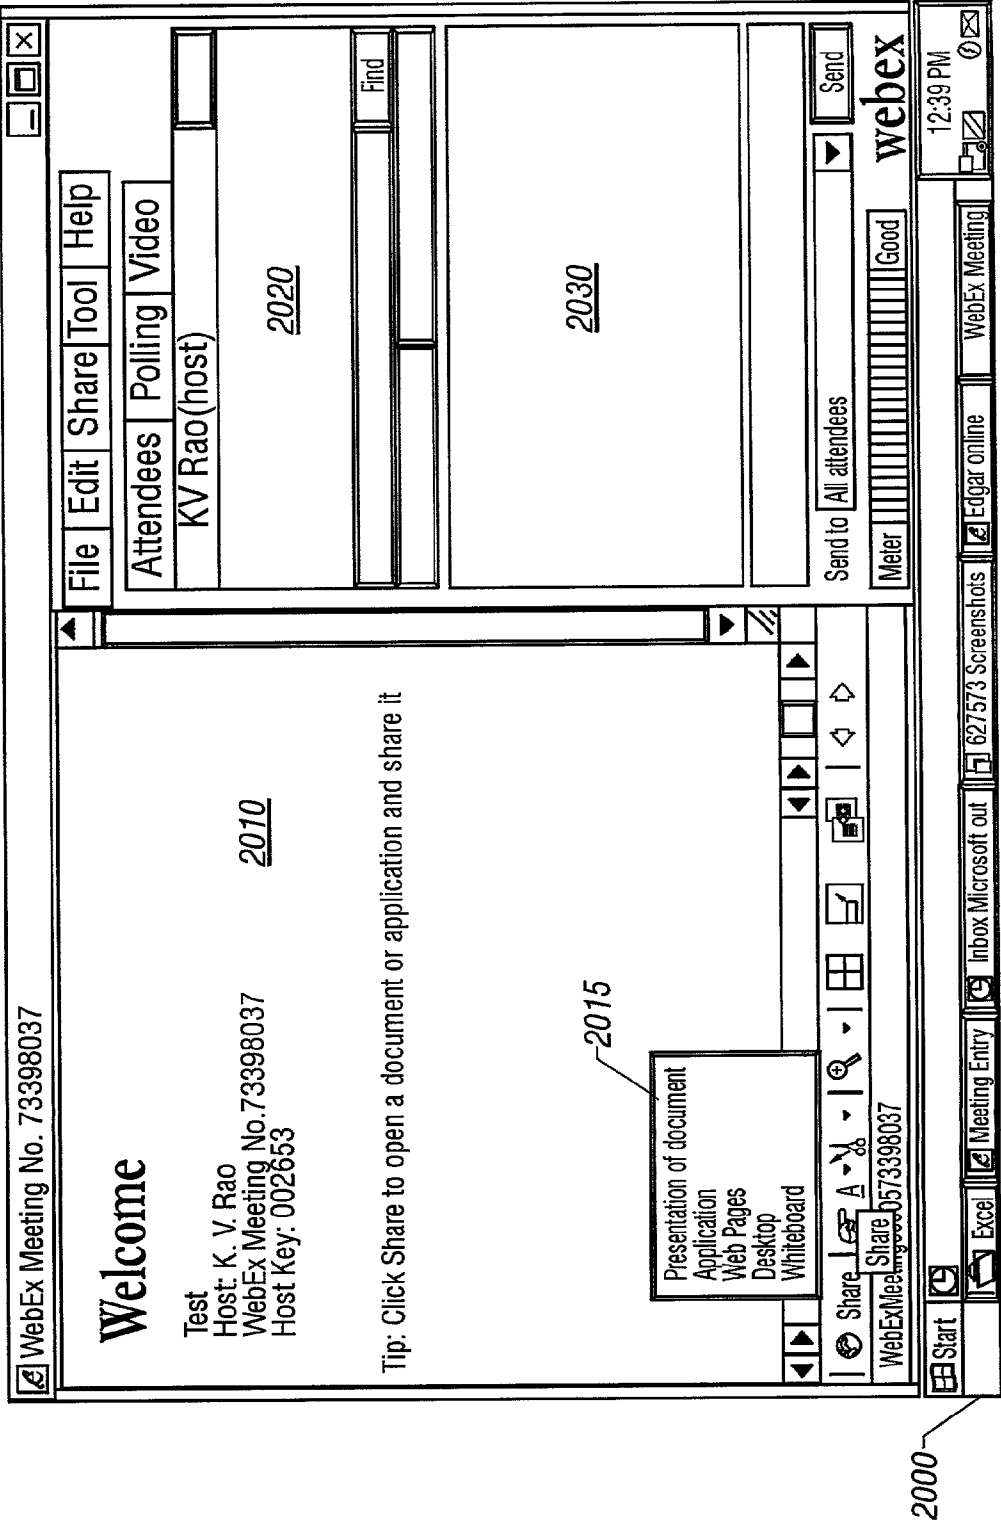 WebEx Meeting No. 73398037
Welcome
Test
Host: K. V. Rao
WebEx Meeting No.73398037
Host Key: 002653
2010
Tip: Click Share to open a document or application and share it
2015
Presentation of document
Application
Web Pages
Desktop
Whiteboard
Share
A
Share
File Edit Share Tool Help
Attendees Polling Video
KV Rao(host)
2020
Find
2030
Send to All attendees
Send
Meter Good
webex
Start
12:39 PM
Excel
Meeting Entry
Inbox Microsoft out
627573 Screenshots
Edgar online
WebEx Meeting
2000